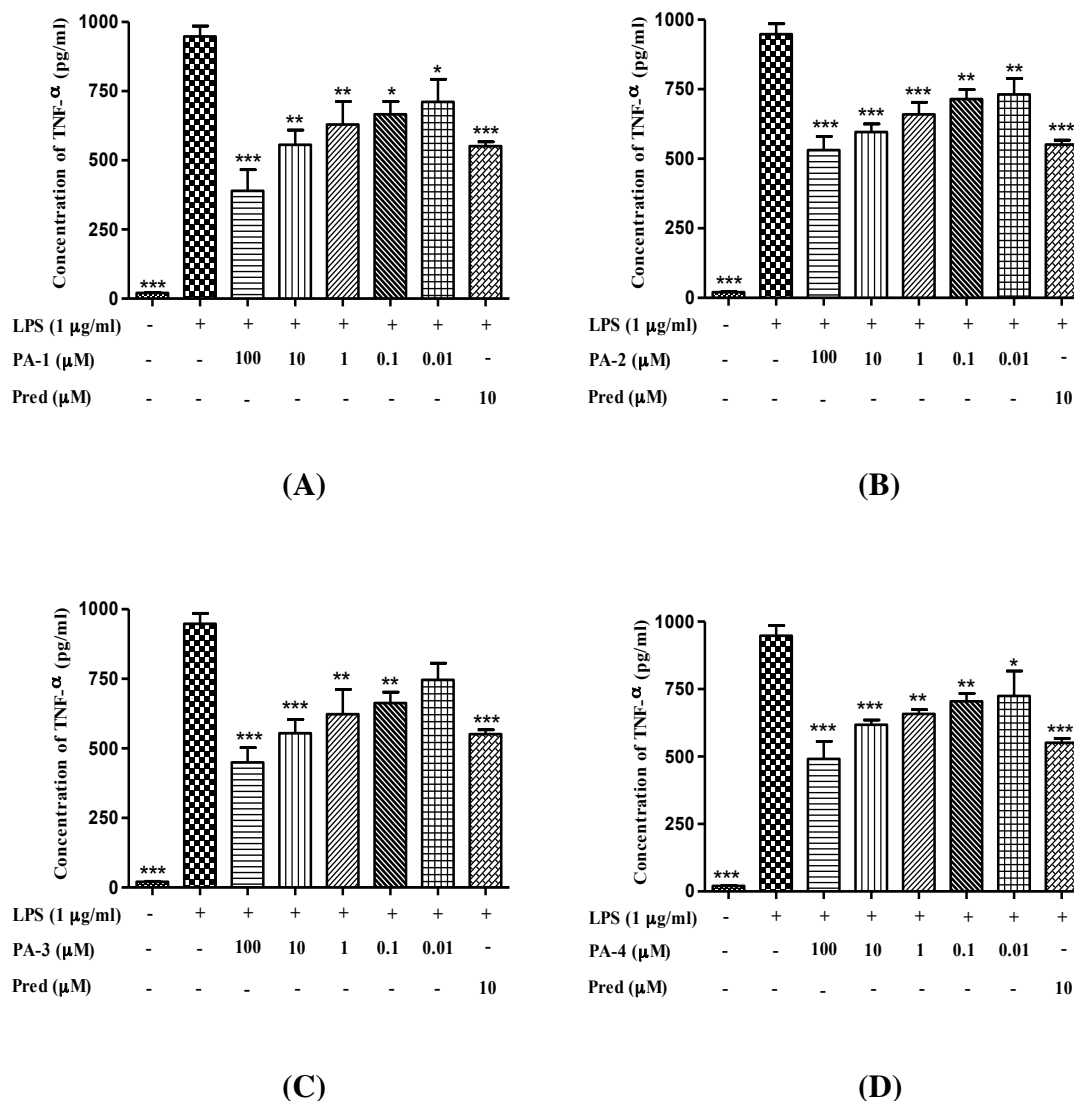 Concentration of TNF-α (pg/ml)
1000
750
500
250
0
*** *** ** ** * * ***
LPS (1 μg/ml) - + + + + + + +
PA-1 (μM) - - 100 10 1 0.1 0.01 -
Pred (μM) - - - - - - - 10
(A)
Concentration of TNF-α (pg/ml)
1000
750
500
250
0
*** *** *** *** ** ** ***
LPS (1 μg/ml) - + + + + + + +
PA-2 (μM) - - 100 10 1 0.1 0.01 -
Pred (μM) - - - - - - - 10
(B)
Concentration of TNF-α (pg/ml)
1000
750
500
250
0
*** *** *** ** ** ***
LPS (1 μg/ml) - + + + + + + +
PA-3 (μM) - - 100 10 1 0.1 0.01 -
Pred (μM) - - - - - - - 10
(C)
Concentration of TNF-α (pg/ml)
1000
750
500
250
0
*** *** *** ** ** * ***
LPS (1 μg/ml) - + + + + + + +
PA-4 (μM) - - 100 10 1 0.1 0.01 -
Pred (μM) - - - - - - - 10
(D)